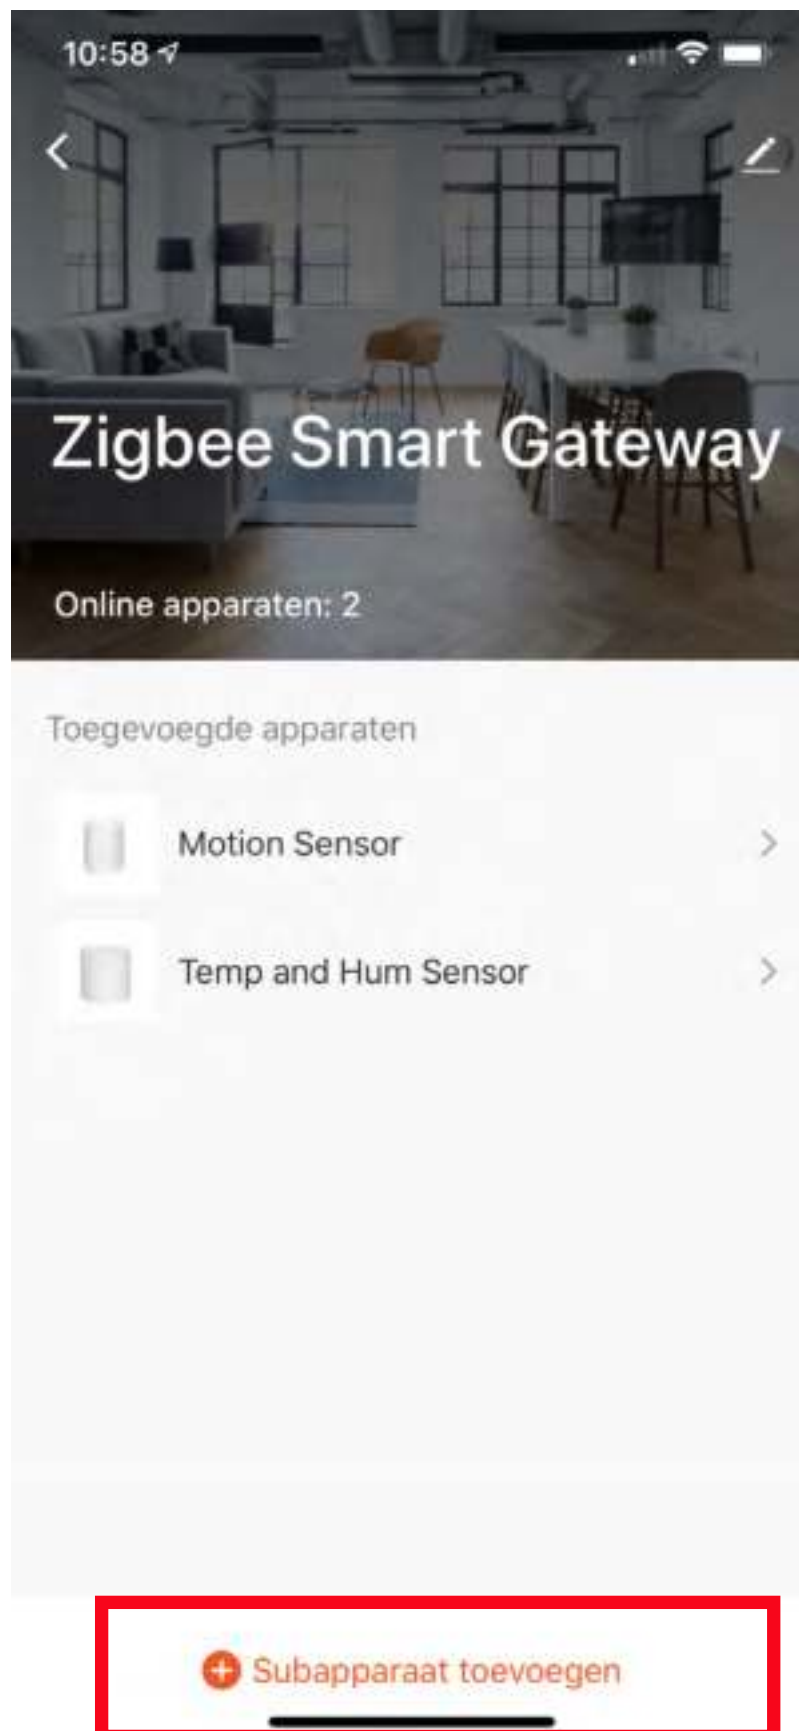 10:58
Zigbee Smart Gateway
Online apparaten: 2
Toegevoegde apparaten
Motion Sensor
Temp and Hum Sensor
Subapparaat toevoegen